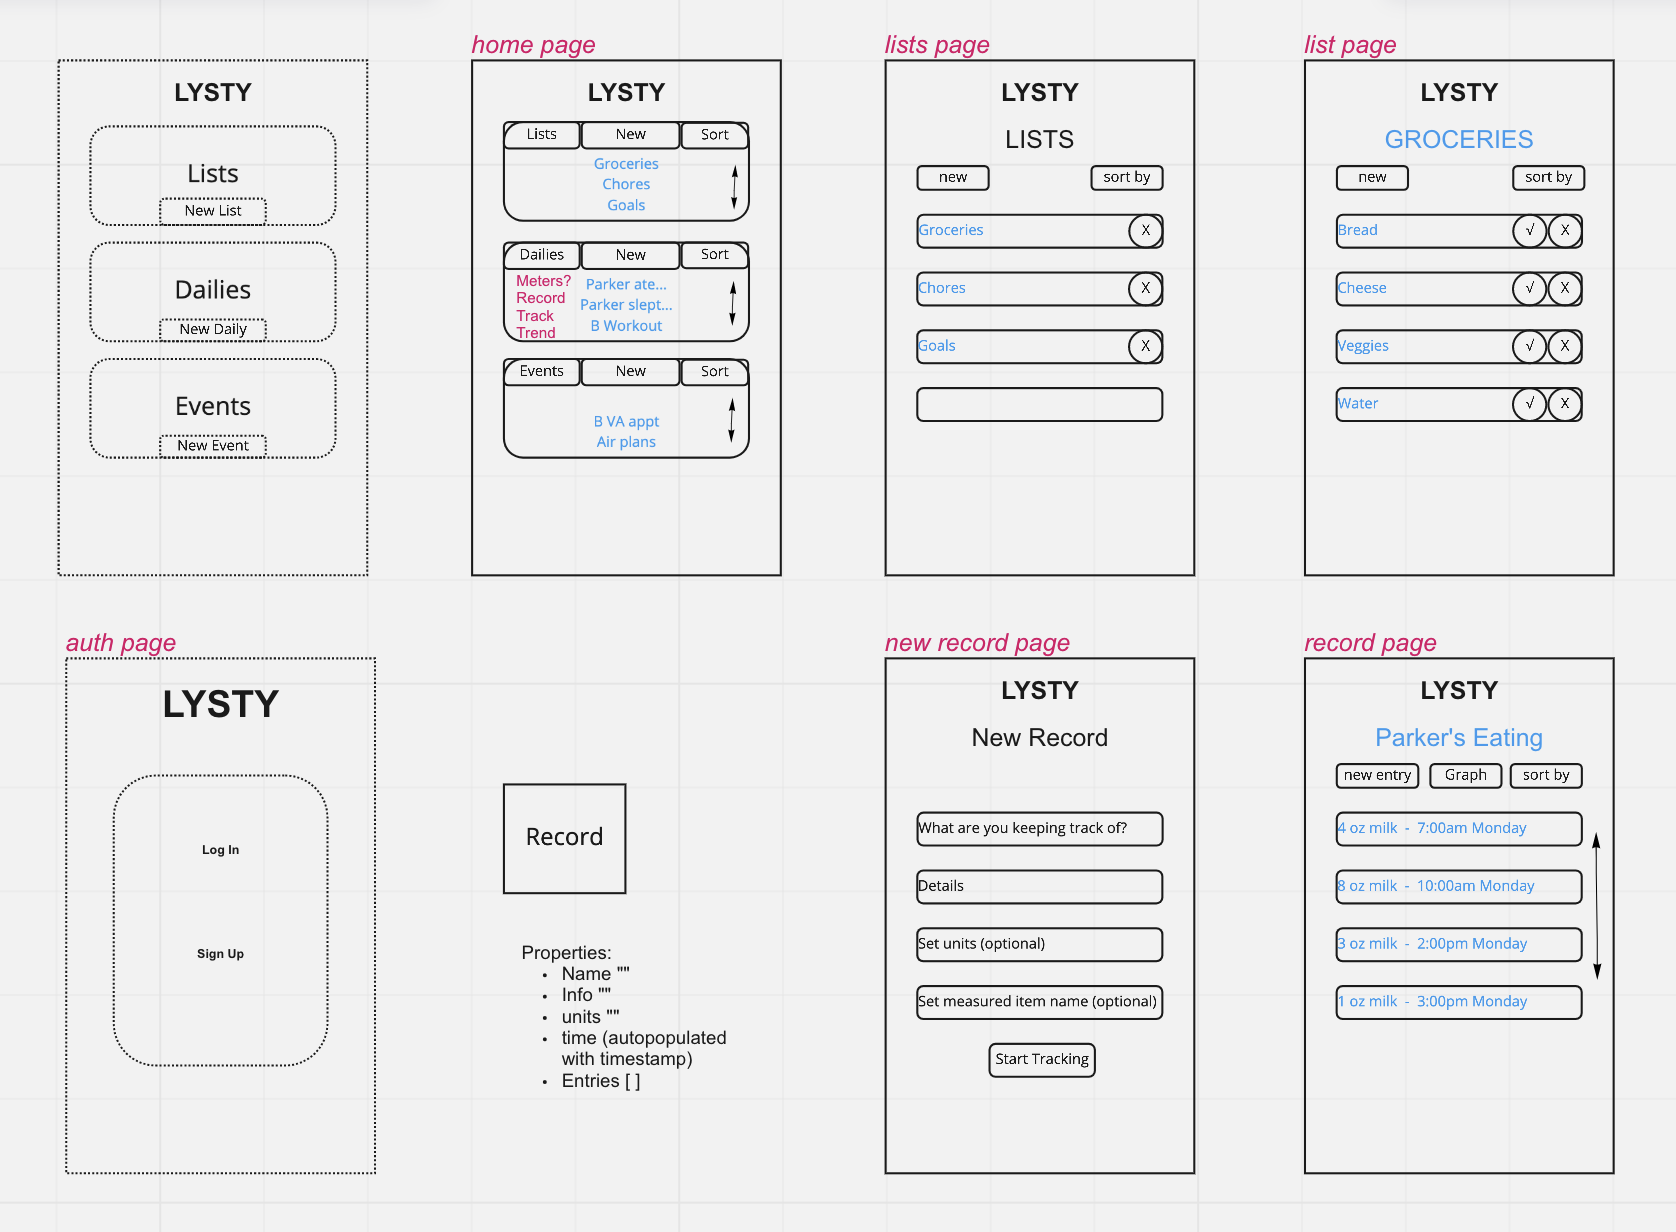 LYSTY
Lists
New List
Dailies
New Daily
Events
New Event
home page
LYSTY
Lists New Sort
Groceries
Chores
Goals
Dailies New Sort
Meters?
Record
Track
Trend
Parker ate...
Parker slept...
B Workout
Events New Sort
B VA appt
Air plans
lists page
LYSTY
LISTS
new sort by
Groceries X
Chores X
Goals X
list page
LYSTY
GROCERIES
new sort by
Bread √ X
Cheese √ X
Veggies √ X
Water √ X
auth page
LYSTY
Log In
Sign Up
Record
Properties:
• Name ""
• Info ""
• units ""
• time (autopopulated
with timestamp)
• Entries [ ]
new record page
LYSTY
New Record
What are you keeping track of?
Details
Set units (optional)
Set measured item name (optional)
Start Tracking
record page
LYSTY
Parker's Eating
new entry Graph sort by
4 oz milk - 7:00am Monday
8 oz milk - 10:00am Monday
3 oz milk - 2:00pm Monday
1 oz milk - 3:00pm Monday